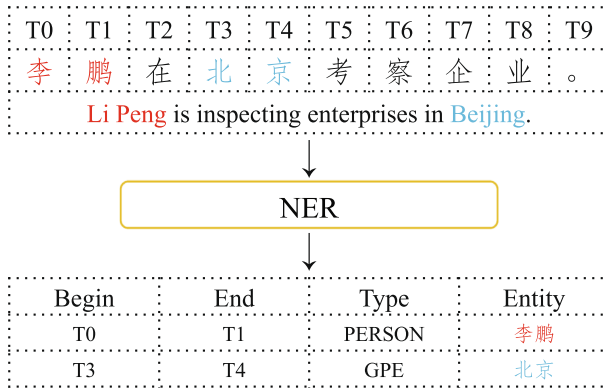 T0 T1 T2 T3 T4 T5 T6 T7 T8 T9
李 鹏 在 北 京 考 察 企 业 。
Li Peng is inspecting enterprises in Beijing.
NER
Begin End Type Entity
T0 T1 PERSON 李鹏
T3 T4 GPE 北京